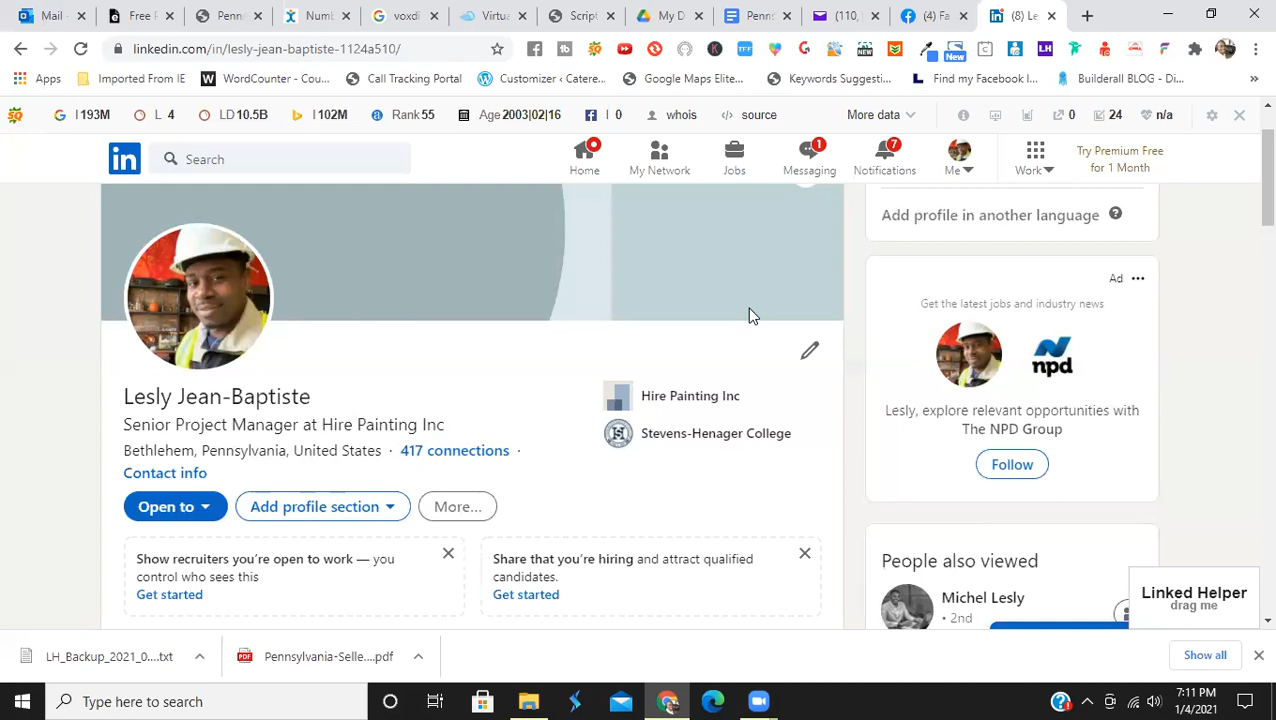 Mail
Free F
Penn
Numb
voxdi
Virtua
Script
My D
Penns
(110,
(4) Fa
(8) Le
linkedin.com/in/lesly-jean-baptiste-1124a510/
Apps
Imported From IE
WordCounter - Cou...
Call Tracking Portal
Customizer - Catere...
Google Maps Elite...
Keywords Suggesti...
Find my Facebook I...
Builderall BLOG - Di...
New
I 193M
L 4
LD 10.5B
I 102M
Rank 55
Age 2003|02|16
I 0
whois
source
More data
0
24
n/a
Search
Home
My Network
Jobs
1
Messaging
7
Notifications
Me
Work
Try Premium Free
for 1 Month
Lesly Jean-Baptiste
Senior Project Manager at Hire Painting Inc
Bethlehem, Pennsylvania, United States · 417 connections ·
Contact info
Hire Painting Inc
Stevens-Henager College
Open to
Add profile section
More...
Show recruiters you're open to work — you
control who sees this
Get started
Share that you're hiring and attract qualified
candidates.
Get started
Add profile in another language
Ad
Get the latest jobs and industry news
npd
Lesly, explore relevant opportunities with
The NPD Group
Follow
People also viewed
Michel Lesly
• 2nd
Linked Helper
drag me
LH_Backup_2021_0....txt
Pennsylvania-Selle....pdf
Show all
Type here to search
7:11 PM
1/4/2021